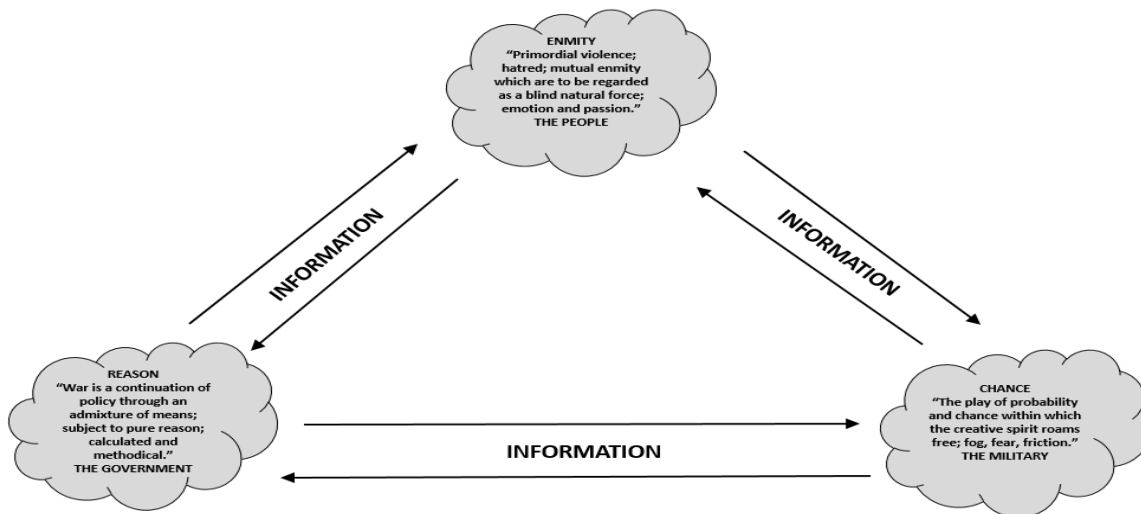 ENMITY
“Primordial violence;
hatred; mutual enmity
which are to be regarded
as a blind natural force;
emotion and passion.”
THE PEOPLE
INFORMATION
INFORMATION
REASON
“War is a continuation of
policy through an
admixture of means;
subject to pure reason;
calculated and
methodical.”
THE GOVERNMENT
INFORMATION
CHANCE
“The play of probability
and chance within which
the creative spirit roams
free; fog, fear, friction.”
THE MILITARY